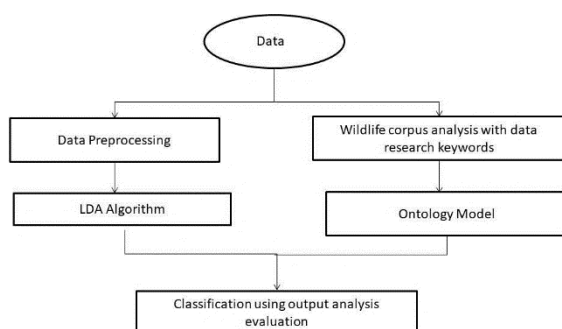 Data
Data Preprocessing
Wildlife corpus analysis with data
research keywords
LDA Algorithm
Ontology Model
Classification using output analysis
evaluation